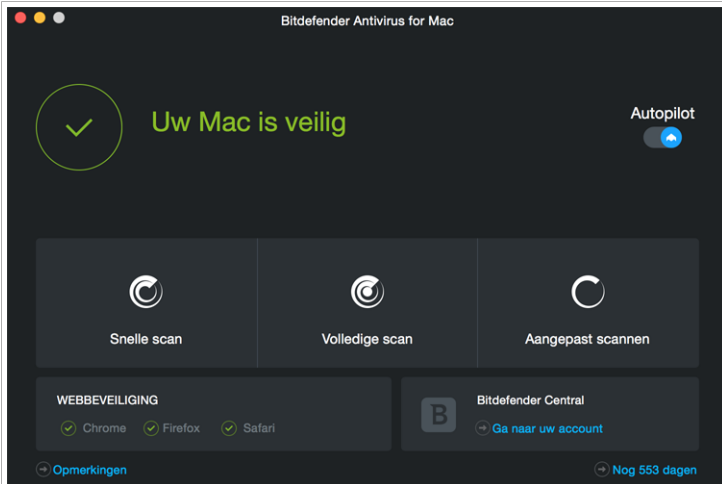 Bitdefender Antivirus for Mac
Uw Mac is veilig
Autopilot
Snelle scan
Volledige scan
Aangepast scannen
WEBBEVEILIGING
Chrome
Firefox
Safari
B
Bitdefender Central
Ga naar uw account
Opmerkingen
Nog 553 dagen